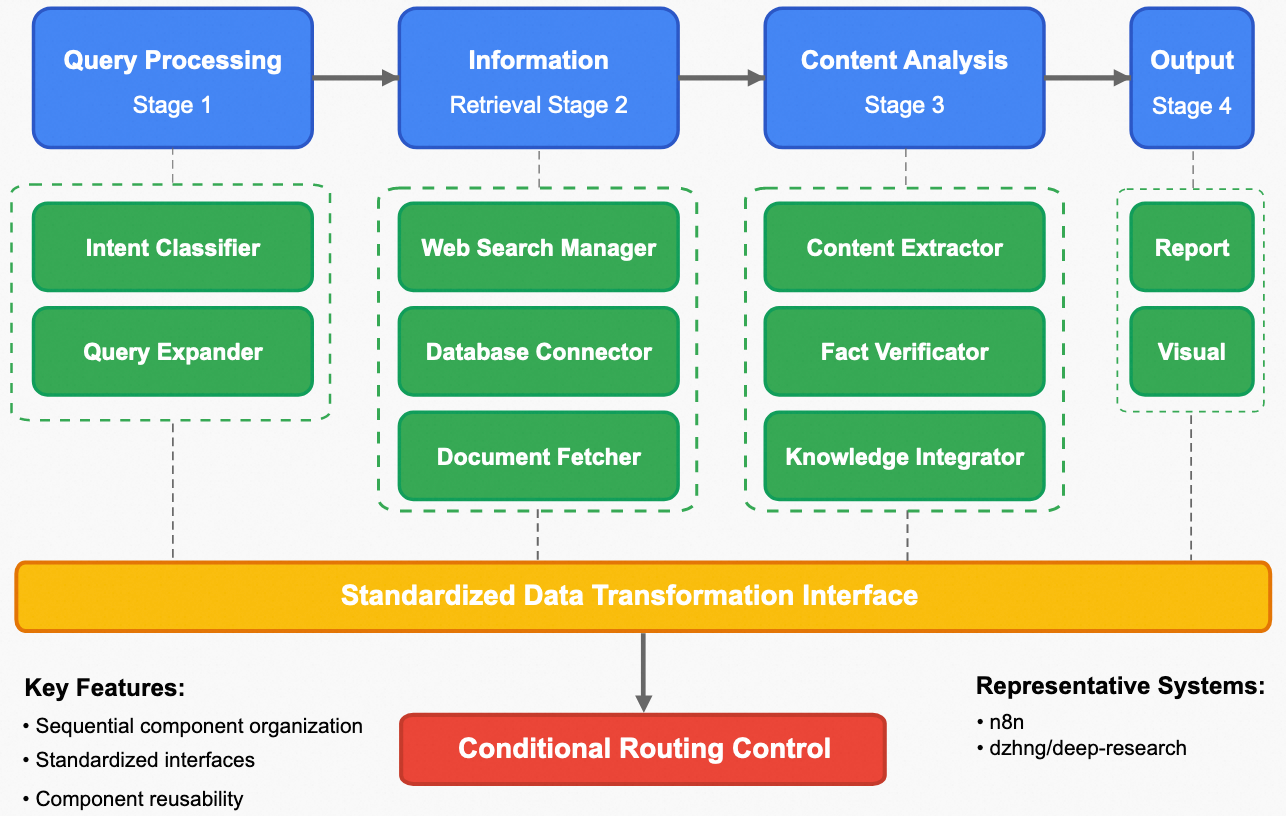 Query Processing
Stage 1
Information
Retrieval Stage 2
Content Analysis
Stage 3
Output
Stage 4
Intent Classifier
Query Expander
Web Search Manager
Database Connector
Document Fetcher
Content Extractor
Fact Verificator
Knowledge Integrator
Report
Visual
Standardized Data Transformation Interface
Conditional Routing Control
Key Features:
• Sequential component organization
• Standardized interfaces
• Component reusability
Representative Systems:
• n8n
• dzhng/deep-research